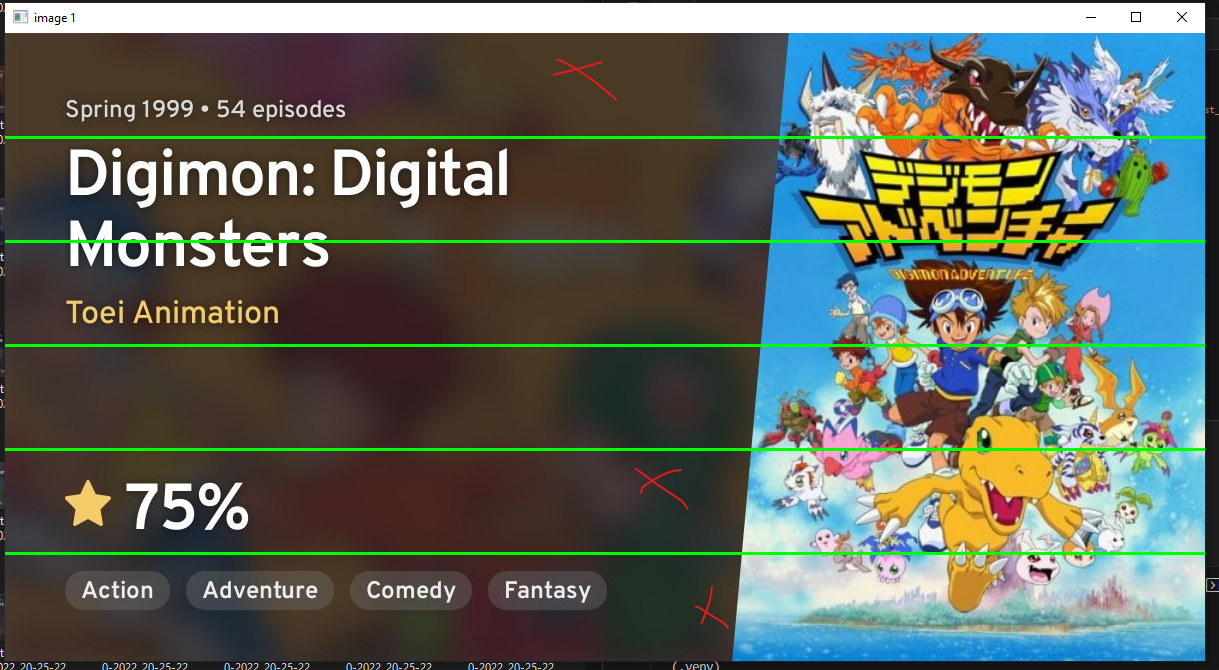 image 1
Spring 1999 • 54 episodes
Digimon: Digital
Monsters
Toei Animation
75%
Action Adventure Comedy Fantasy
デジモン
アドベンチャー
DIGIMON ADVENTURE
2022 20-25-22 0-2022 20-25-22 0-2022 20-25-22 0-2022 20-25-22 0-2022 20-25-22 (.venv)